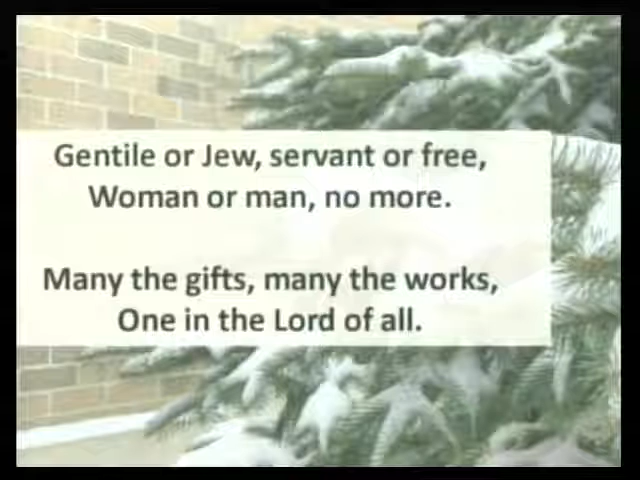 Gentile or Jew, servant or free,
Woman or man, no more.
Many the gifts, many the works,
One in the Lord of all.